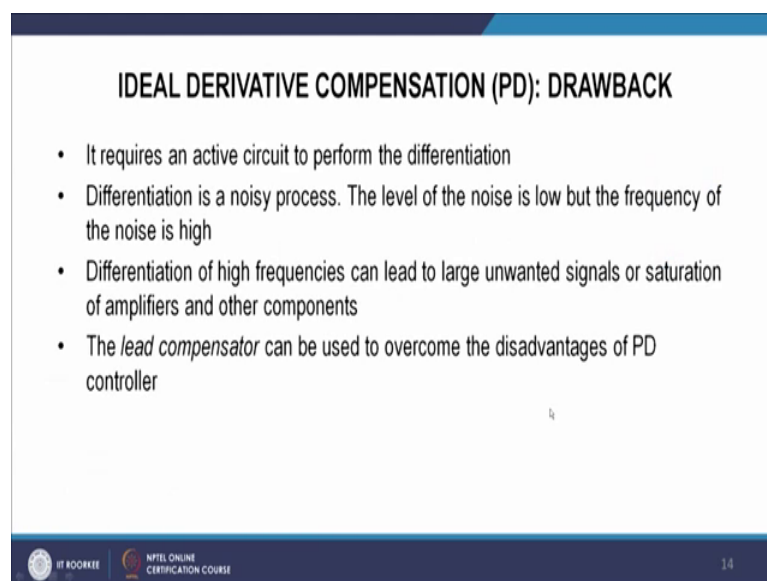 IDEAL DERIVATIVE COMPENSATION (PD): DRAWBACK
• It requires an active circuit to perform the differentiation
• Differentiation is a noisy process. The level of the noise is low but the frequency of
the noise is high
• Differentiation of high frequencies can lead to large unwanted signals or saturation
of amplifiers and other components
• The lead compensator can be used to overcome the disadvantages of PD
controller
IIT ROORKEE
NPTEL ONLINE
CERTIFICATION COURSE
14